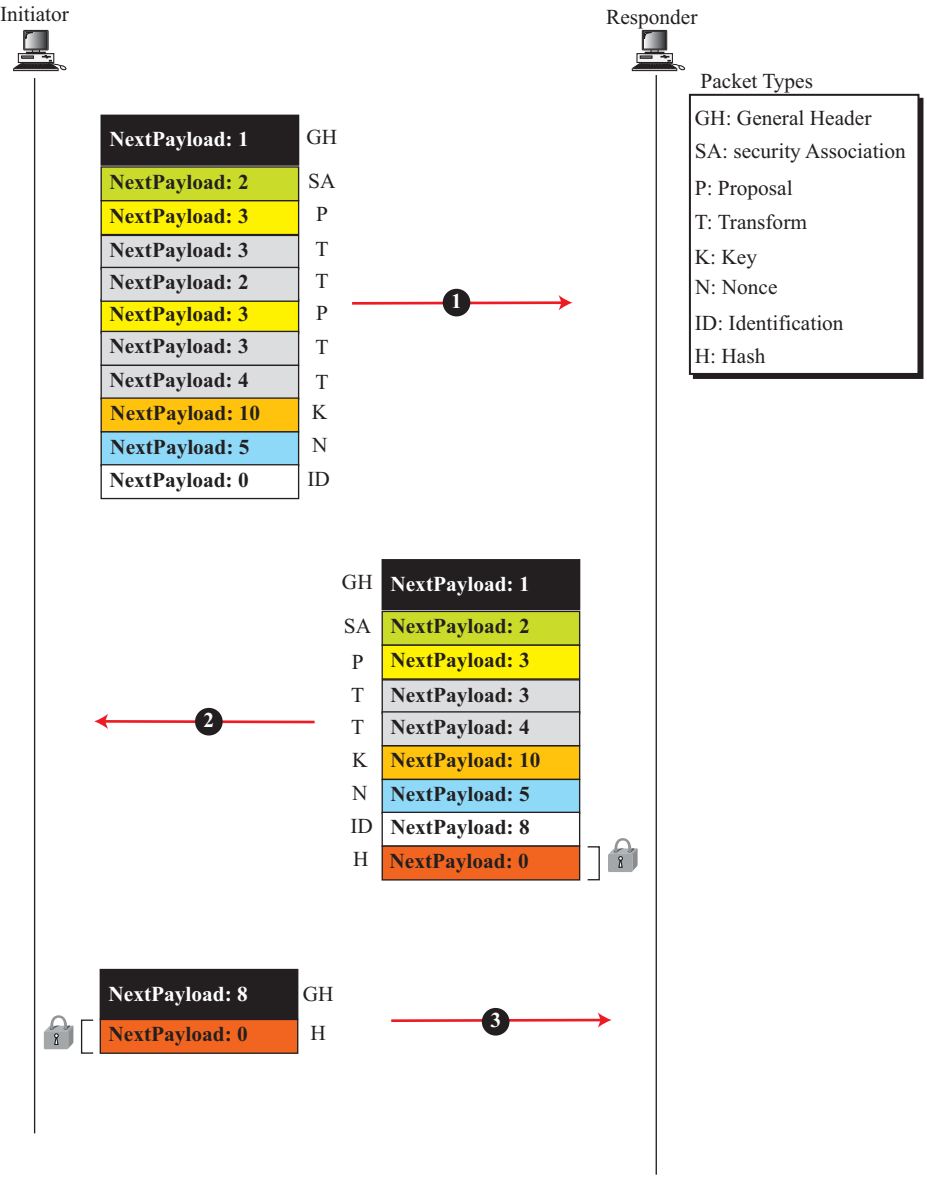 Initiator
Responder
Packet Types
GH: General Header
SA: security Association
P: Proposal
T: Transform
K: Key
N: Nonce
ID: Identification
H: Hash
NextPayload: 1 GH
NextPayload: 2 SA
NextPayload: 3 P
NextPayload: 3 T
NextPayload: 2 T
NextPayload: 3 P
NextPayload: 3 T
NextPayload: 4 T
NextPayload: 10 K
NextPayload: 5 N
NextPayload: 0 ID
1
GH NextPayload: 1
SA NextPayload: 2
P NextPayload: 3
T NextPayload: 3
T NextPayload: 4
K NextPayload: 10
N NextPayload: 5
ID NextPayload: 8
H NextPayload: 0
2
NextPayload: 8 GH
NextPayload: 0 H
3